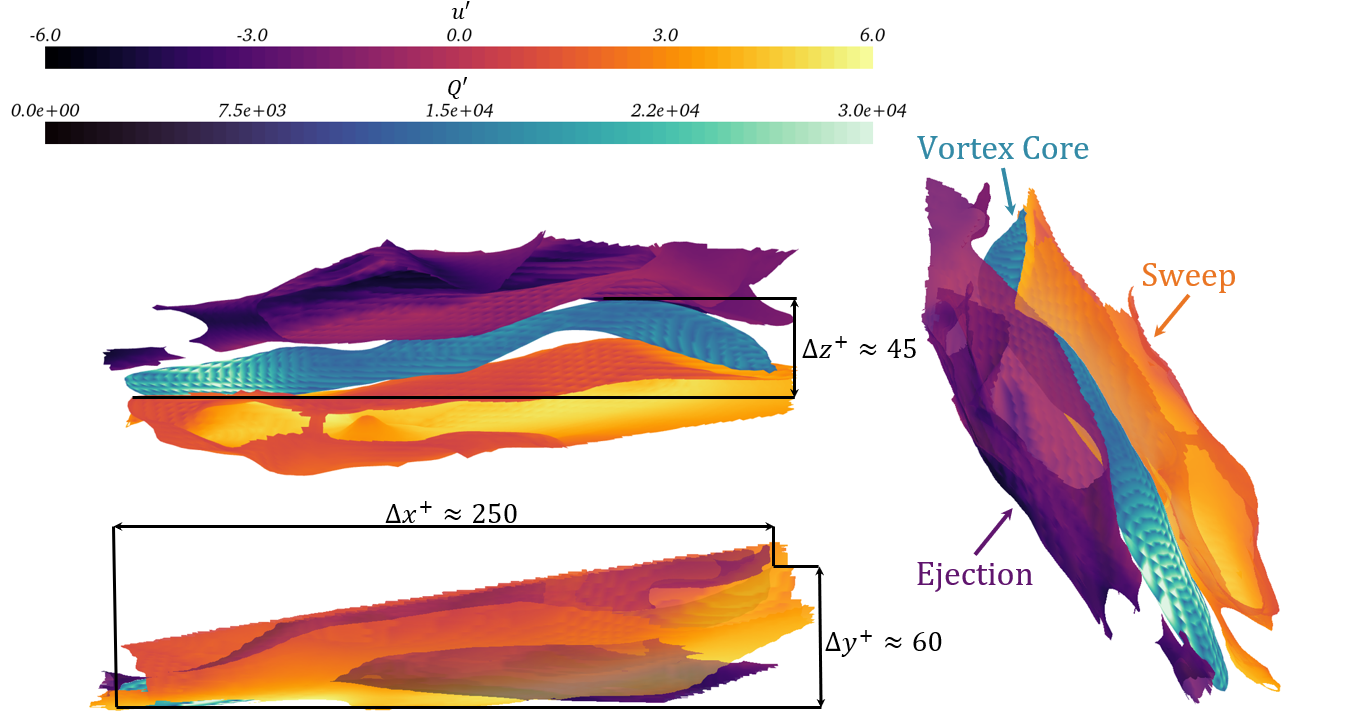 u′
-6.0 -3.0 0.0 3.0 6.0
Q′
0.0e+00 7.5e+03 1.5e+04 2.2e+04 3.0e+04
Vortex Core
Sweep
Δz⁺ ≈ 45
Δx⁺ ≈ 250
Ejection
Δy⁺ ≈ 60